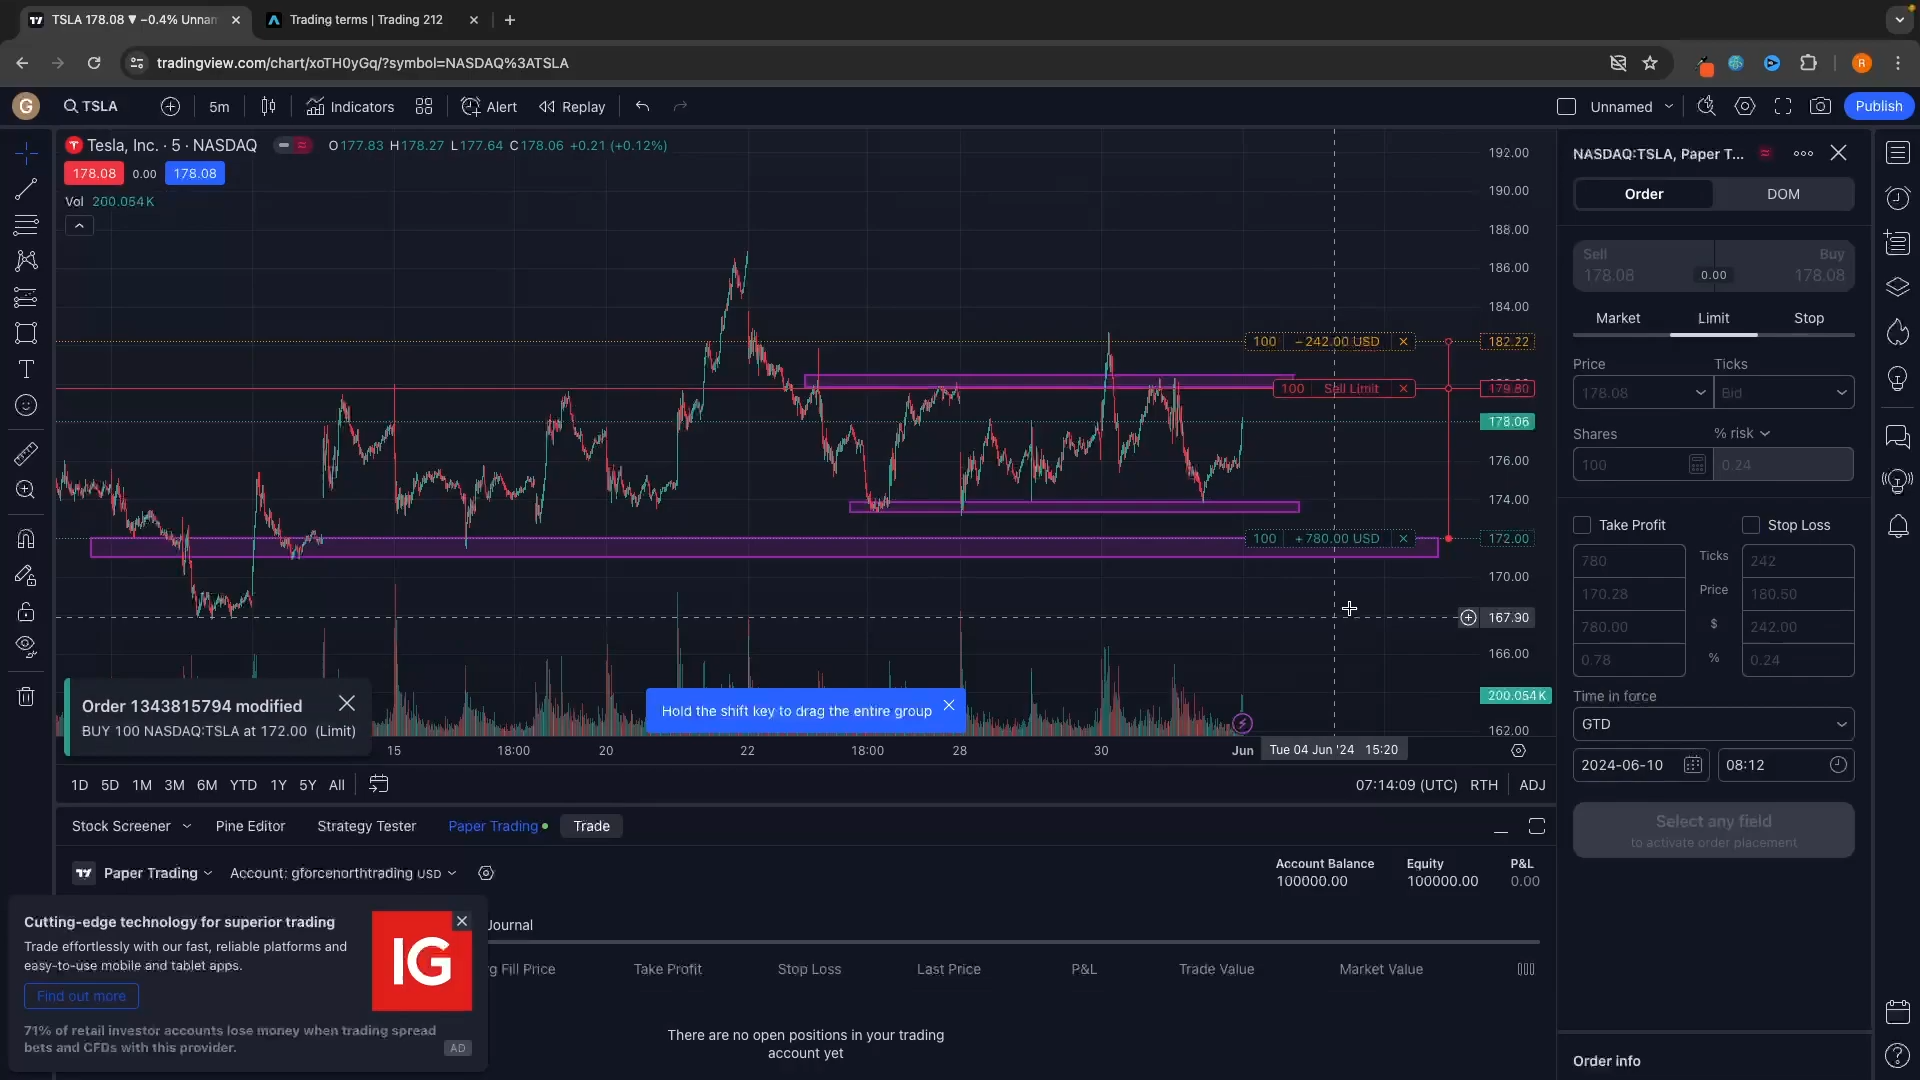 TSLA 178.08 ▼ −0.4% Unnam
Trading terms | Trading 212
tradingview.com/chart/xoTH0yGq/?symbol=NASDAQ%3ATSLA
R
G
TSLA
5m
Indicators
Alert
Replay
Unnamed
Publish
Tesla, Inc. · 5 · NASDAQ
O177.83 H178.27 L177.64 C178.06 +0.21 (+0.12%)
178.08
0.00
178.08
Vol 200.054K
192.00
190.00
188.00
186.00
184.00
100 −242.00 USD
182.22
100 Sell Limit
179.80
178.06
176.00
174.00
100 +780.00 USD
172.00
170.00
167.90
166.00
200.054K
162.00
Order 1343815794 modified
BUY 100 NASDAQ:TSLA at 172.00 (Limit)
Hold the shift key to drag the entire group
15
18:00
20
22
18:00
28
30
Jun
Tue 04 Jun '24 15:20
1D 5D 1M 3M 6M YTD 1Y 5Y All
07:14:09 (UTC) RTH ADJ
Stock Screener
Pine Editor
Strategy Tester
Paper Trading
Trade
Paper Trading
Account: gforcenorthtrading USD
Account Balance
100000.00
Equity
100000.00
P&L
0.00
Journal
g Fill Price
Take Profit
Stop Loss
Last Price
P&L
Trade Value
Market Value
There are no open positions in your trading
account yet
Cutting-edge technology for superior trading
Trade effortlessly with our fast, reliable platforms and
easy-to-use mobile and tablet apps.
Find out more
71% of retail investor accounts lose money when trading spread
bets and CFDs with this provider.
AD
IG
NASDAQ:TSLA, Paper T...
Order
DOM
Sell
178.08
0.00
Buy
178.08
Market
Limit
Stop
Price
Ticks
178.08
Bid
Shares
% risk
100
0.24
Take Profit
Stop Loss
780
Ticks
242
170.28
Price
180.50
780.00
$
242.00
0.78
%
0.24
Time in force
GTD
2024-06-10
08:12
Select any field
to activate order placement
Order info